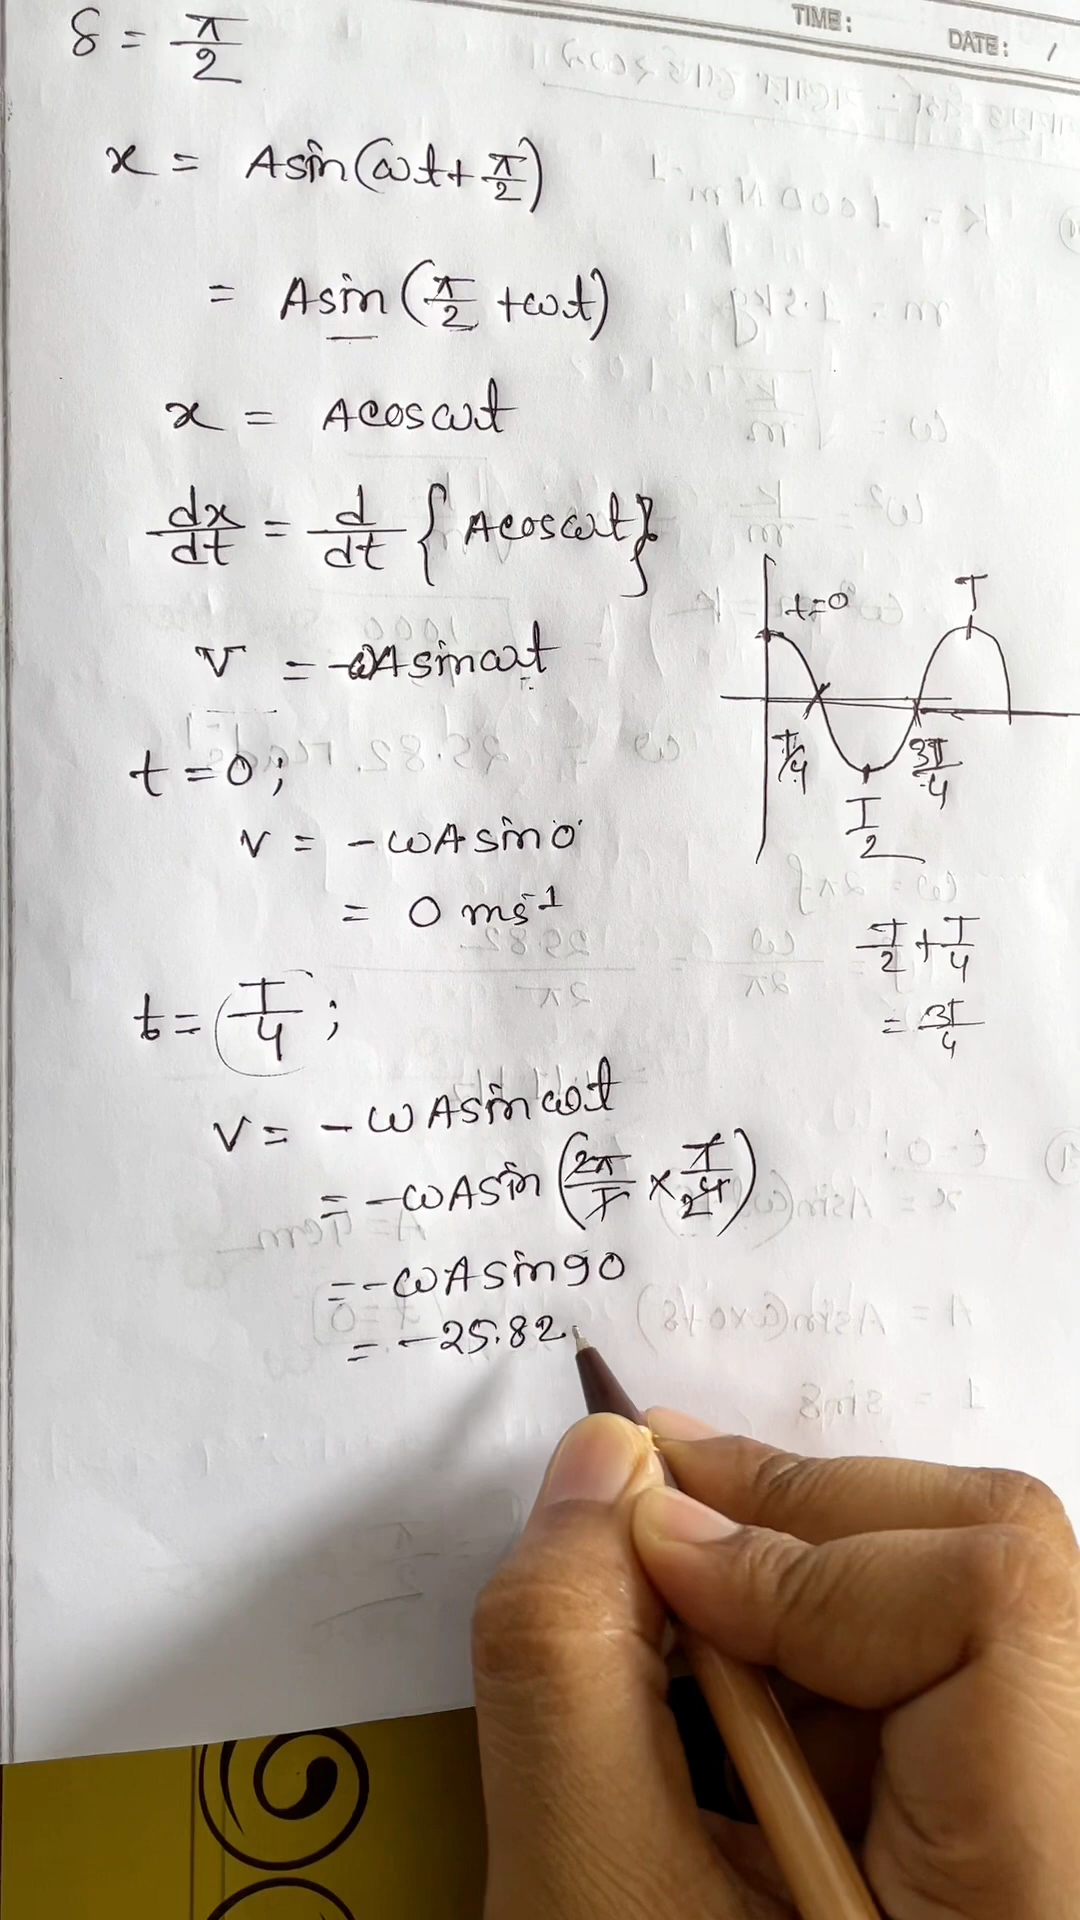 TIME:
DATE: /
δ = π/2
x = Asin(ωt + π/2)
= Asin(π/2 + ωt)
x = Acosωt
dx/dt = d/dt {Acosωt}
v = -ωAsinωt
t = 0;
v = -ωAsin0
= 0 ms⁻¹
t = T/4;
v = -ωAsinωt
= -ωAsin(2π/T × T/4 2)
= -ωAsin90
= -25.82
t=0
T
T/4
T/2
3T/4
T/2 + T/4
= 3T/4